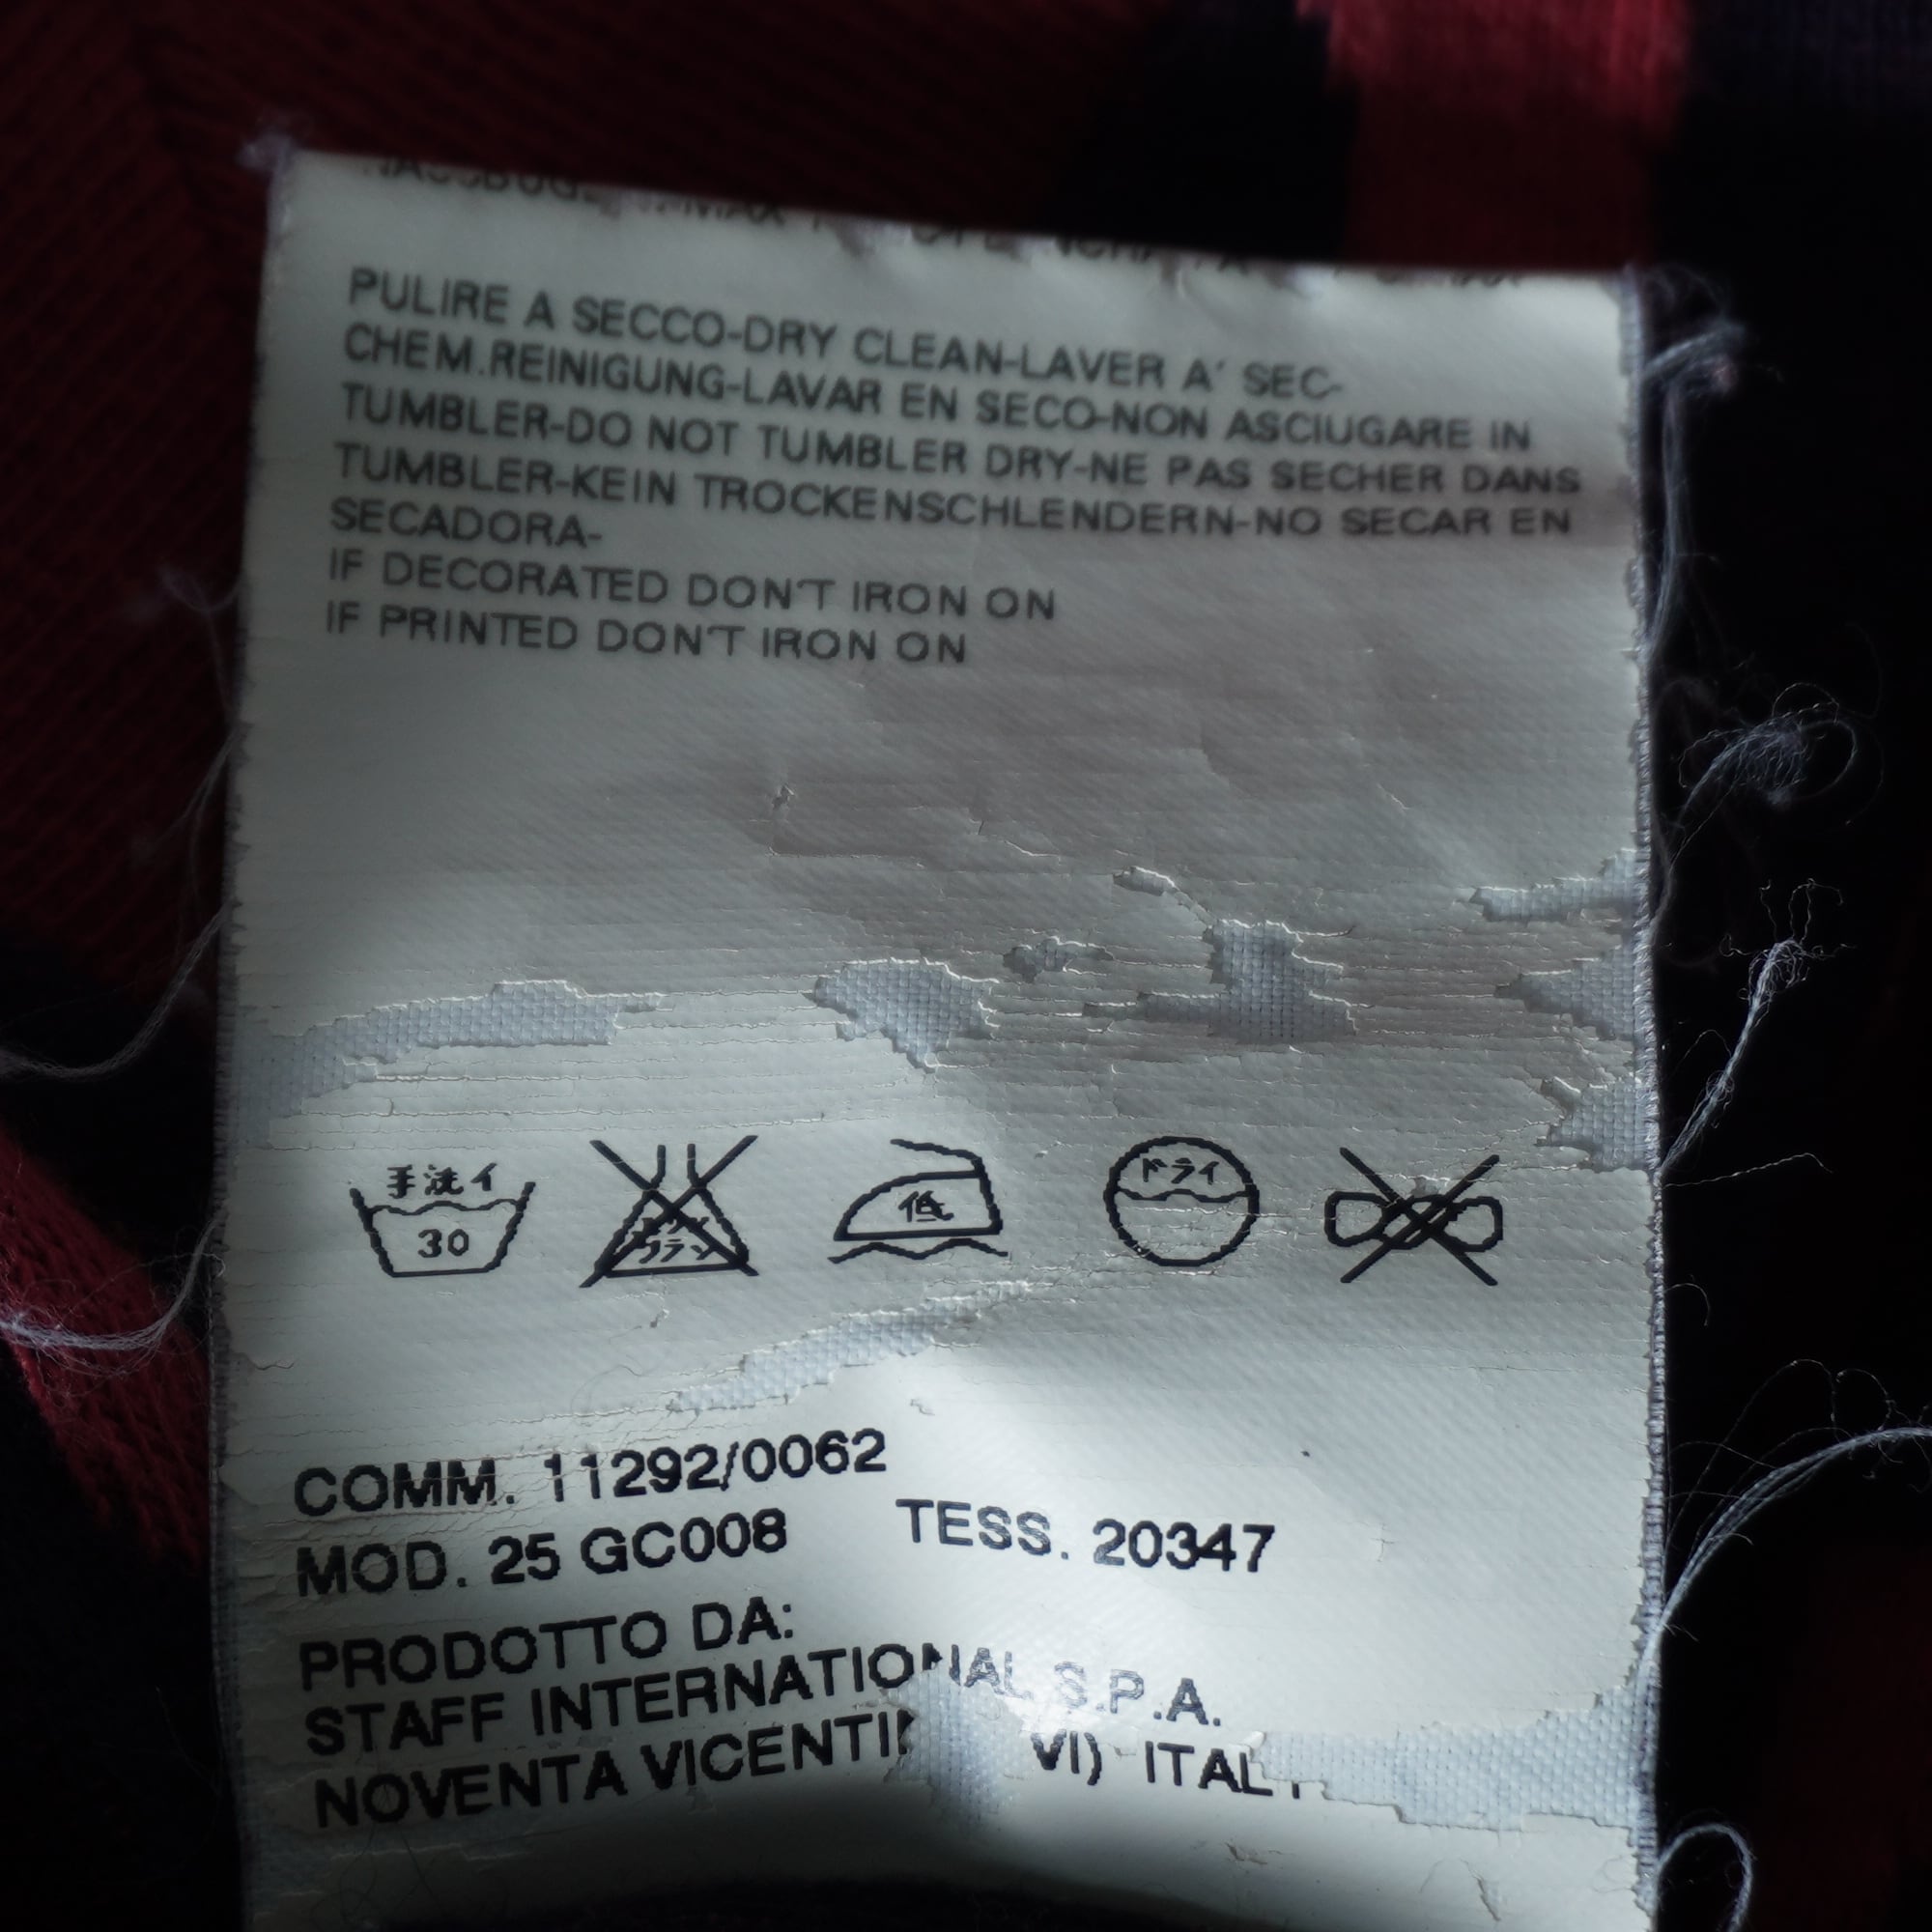 PULIRE A SECCO-DRY CLEAN-LAVER A' SEC-
CHEM.REINIGUNG-LAVAR EN SECO-NON ASCIUGARE IN
TUMBLER-DO NOT TUMBLER DRY-NE PAS SECHER DANS
TUMBLER-KEIN TROCKENSCHLENDERN-NO SECAR EN
SECADORA-
IF DECORATED DON'T IRON ON
IF PRINTED DON'T IRON ON
手洗イ
30
低
ドライ
COMM. 11292/0062
MOD. 25 GC008 TESS. 20347
PRODOTTO DA:
STAFF INTERNATIONAL S.P.A.
NOVENTA VI) ITALY